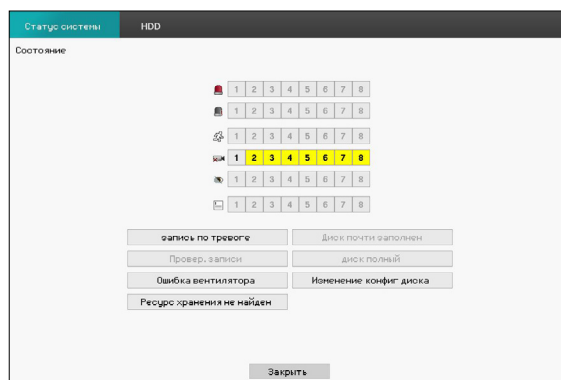 Статус системы HDD
Состояние
1 2 3 4 5 6 7 8
1 2 3 4 5 6 7 8
1 2 3 4 5 6 7 8
1 2 3 4 5 6 7 8
1 2 3 4 5 6 7 8
1 2 3 4 5 6 7 8
запись по тревоге Диск почти заполнен
Провер. записи диск полный
Ошибка вентилятора Изменение конфиг диска
Ресурс хранения не найден
Закрыть